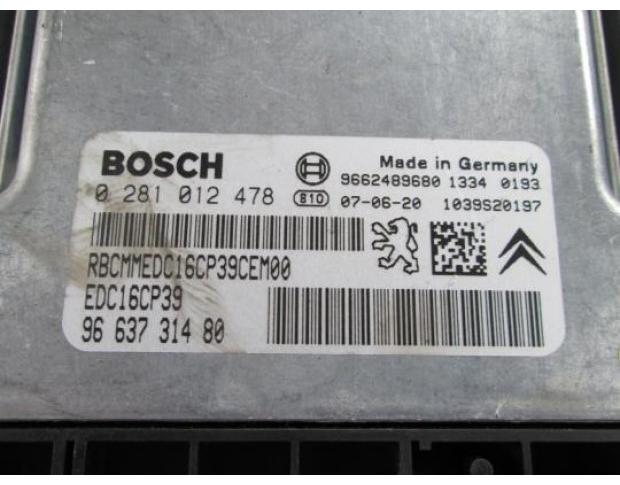 BOSCH
Made in Germany
9662489680 1334 0193
0 281 012 478 810 07-06-20 1039S20197
RBCMMEDC16CP39CEM00
EDC16CP39
96 637 314 80